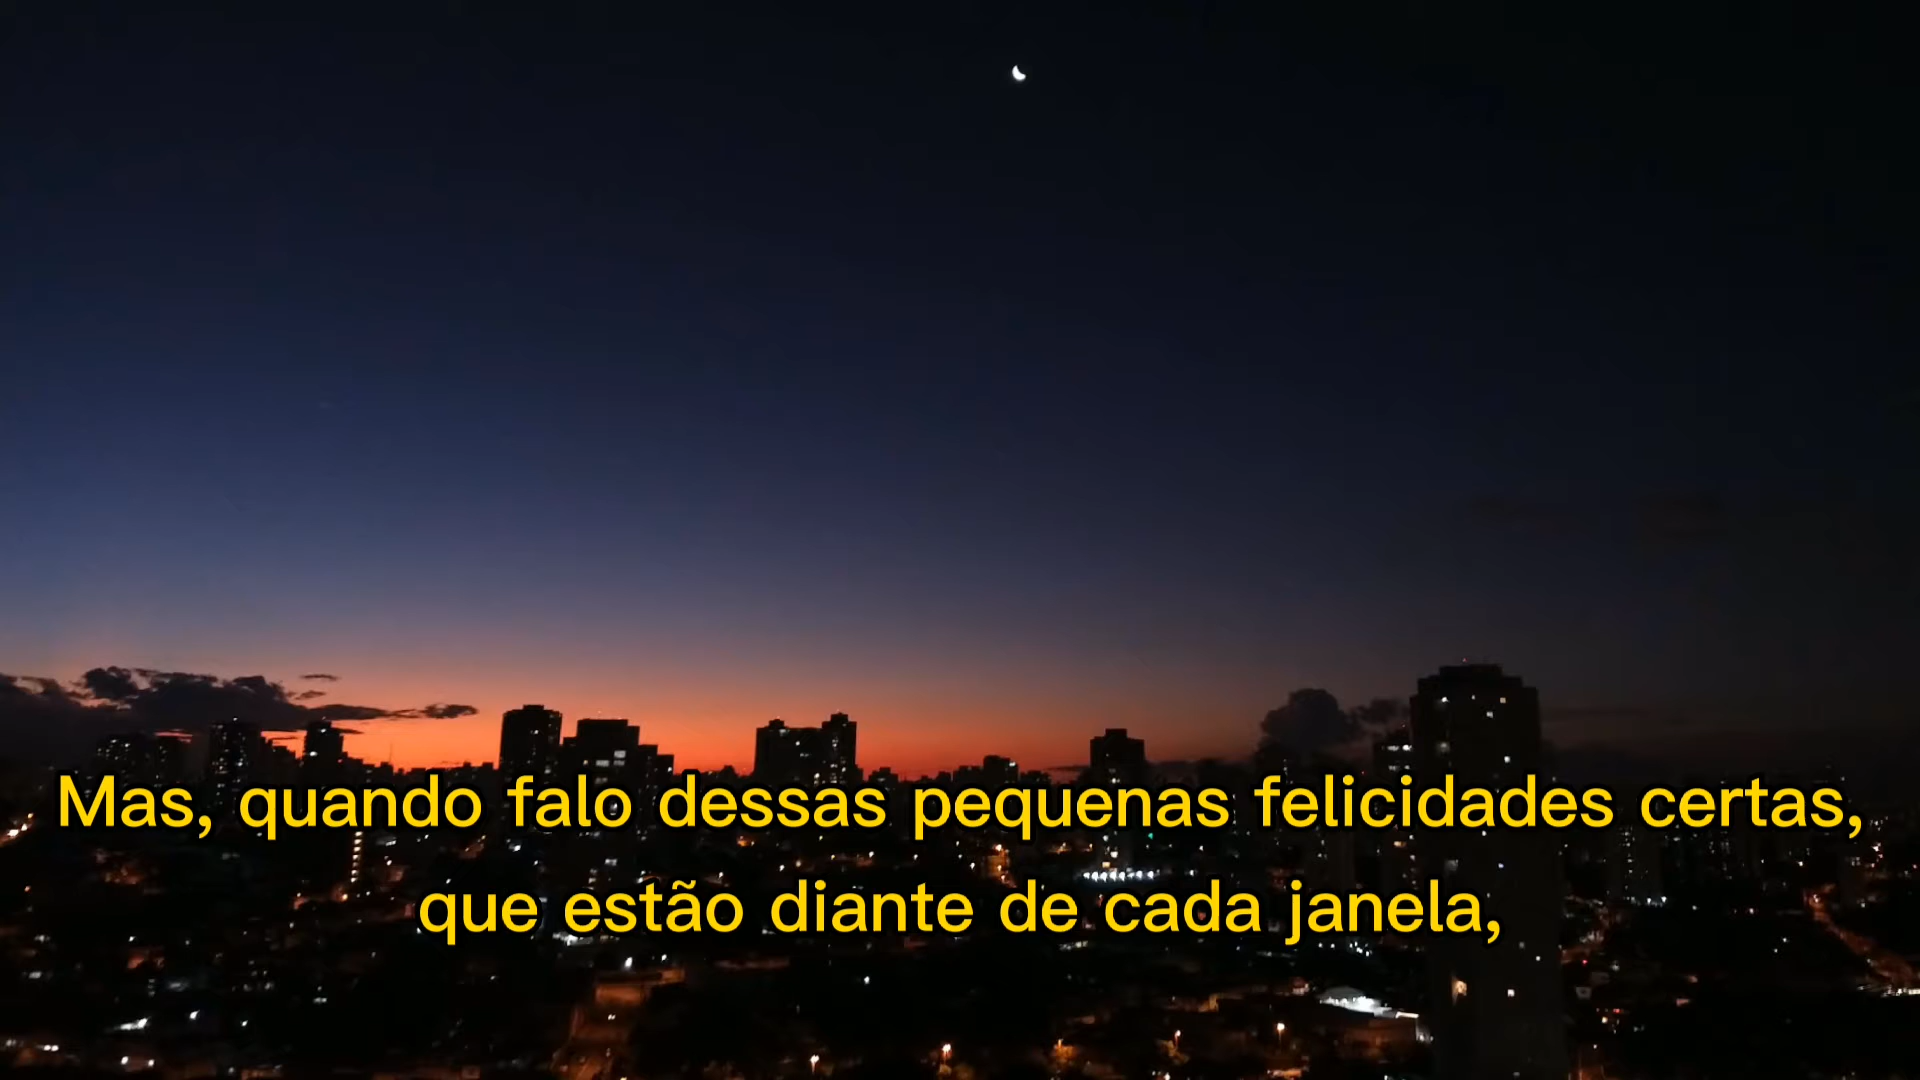 Mas, quando falo dessas pequenas felicidades certas,
que estão diante de cada janela,